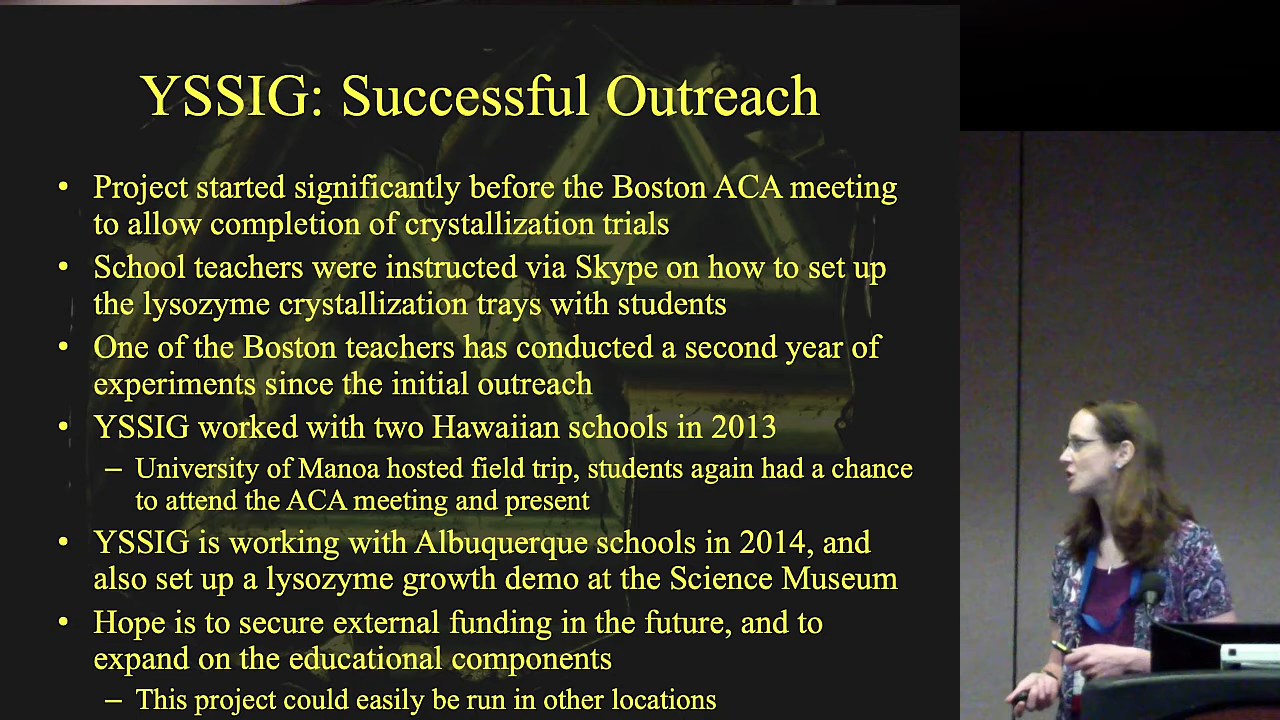 YSSIG: Successful Outreach
• Project started significantly before the Boston ACA meeting
to allow completion of crystallization trials
• School teachers were instructed via Skype on how to set up
the lysozyme crystallization trays with students
• One of the Boston teachers has conducted a second year of
experiments since the initial outreach
• YSSIG worked with two Hawaiian schools in 2013
– University of Manoa hosted field trip, students again had a chance
to attend the ACA meeting and present
• YSSIG is working with Albuquerque schools in 2014, and
also set up a lysozyme growth demo at the Science Museum
• Hope is to secure external funding in the future, and to
expand on the educational components
– This project could easily be run in other locations